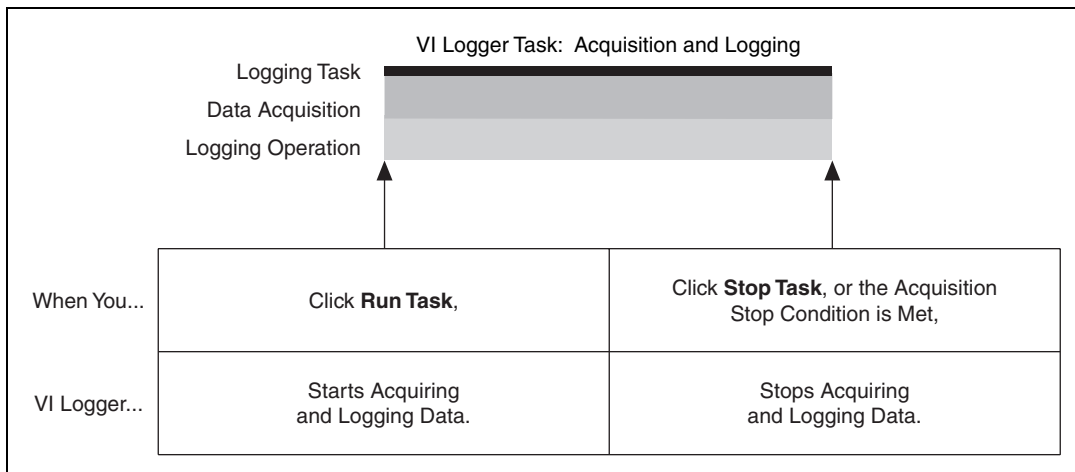 VI Logger Task: Acquisition and Logging
Logging Task
Data Acquisition
Logging Operation
When You...
Click Run Task,
Click Stop Task, or the Acquisition
Stop Condition is Met,
VI Logger...
Starts Acquiring
and Logging Data.
Stops Acquiring
and Logging Data.